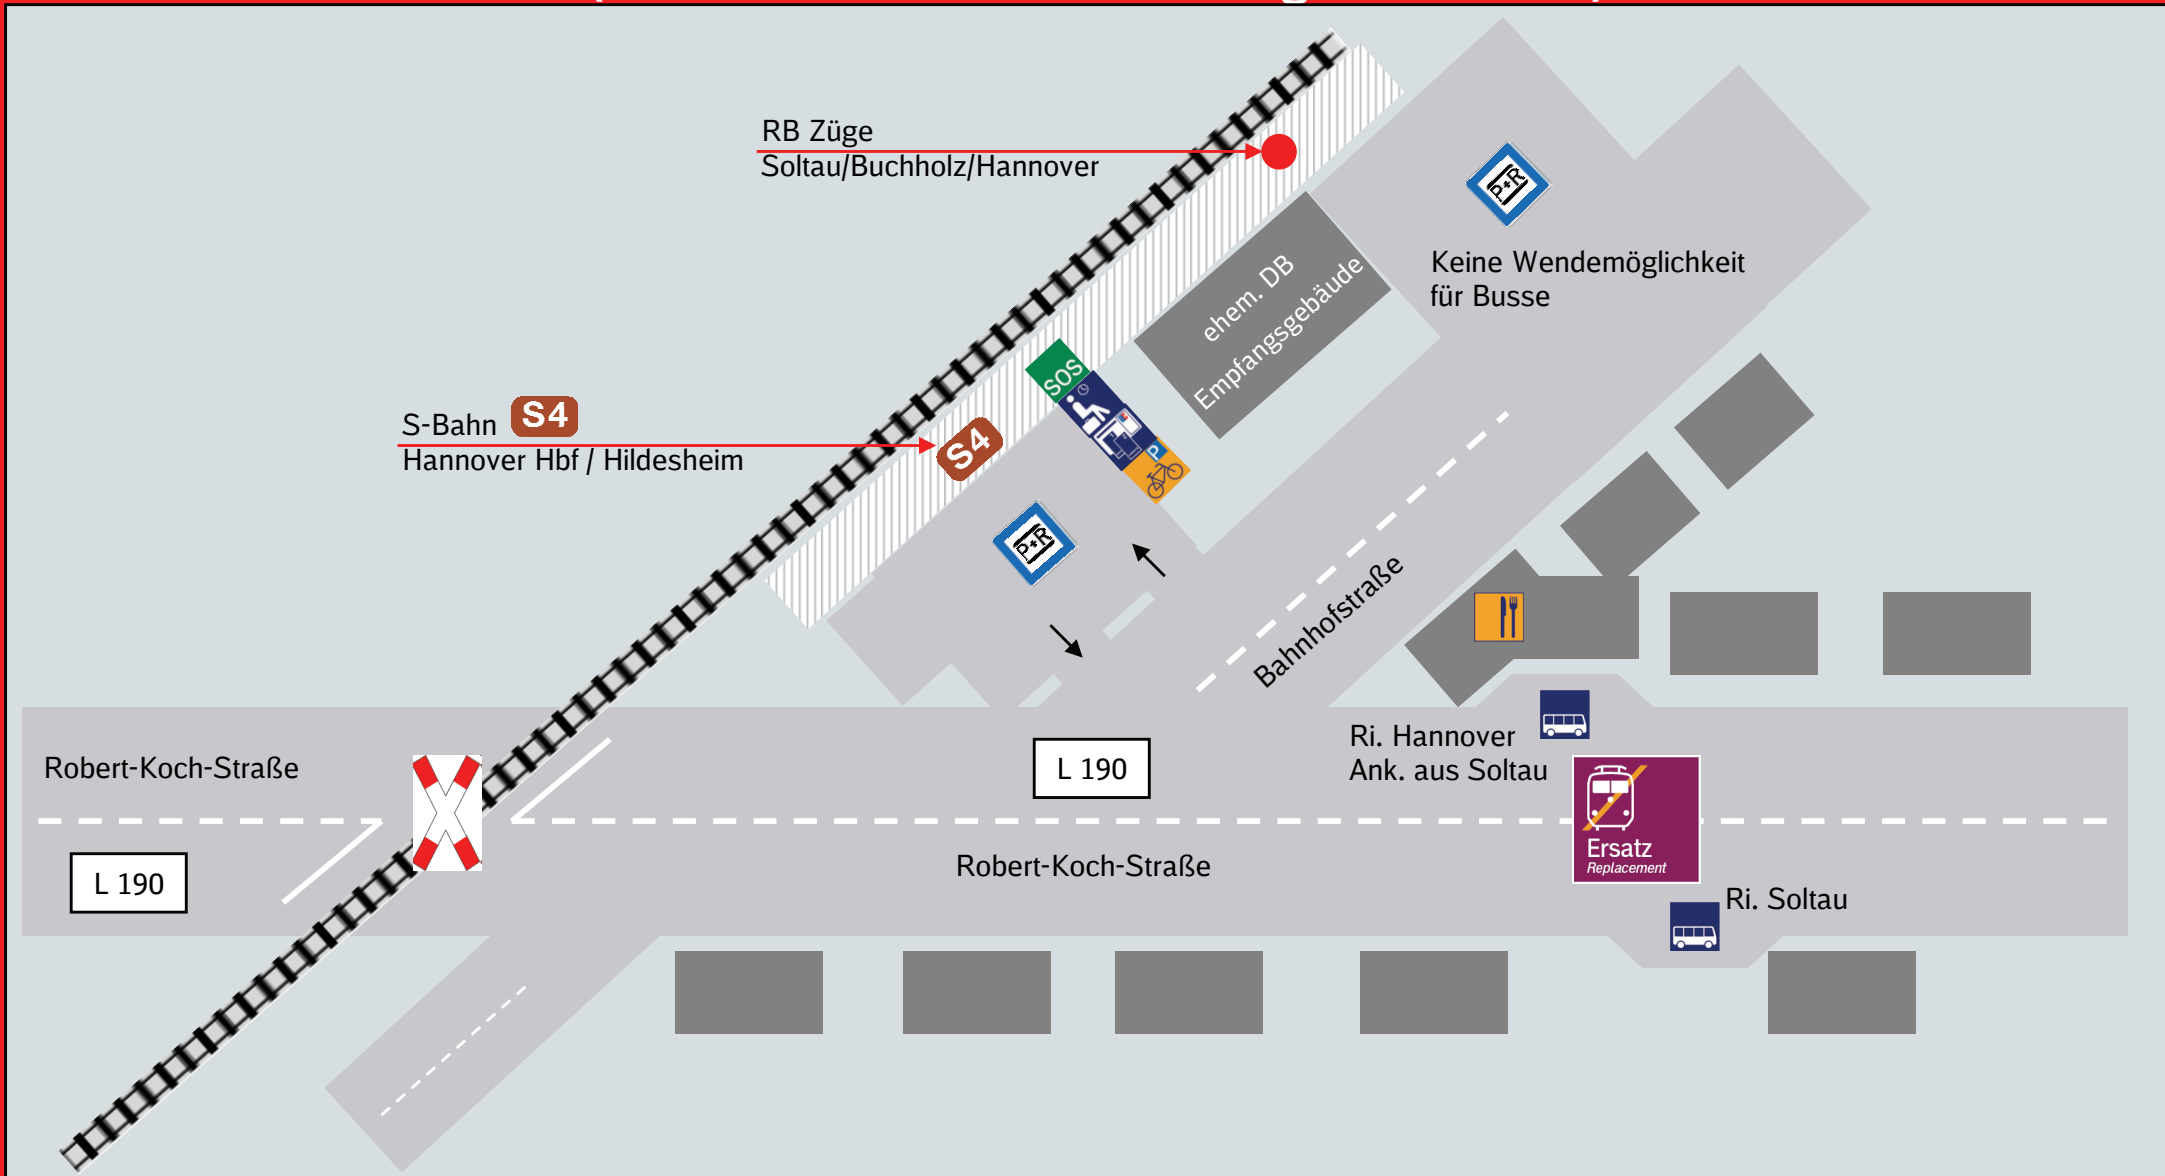 RB Züge
Soltau/Buchholz/Hannover
P+R
Keine Wendemöglichkeit
für Busse
ehem. DB
Empfangsgebäude
SOS
P
S-Bahn S4
Hannover Hbf / Hildesheim
S4
P+R
Bahnhofstraße
Robert-Koch-Straße
L 190
L 190
Robert-Koch-Straße
Ri. Hannover
Ank. aus Soltau
Ersatz
Replacement
Ri. Soltau